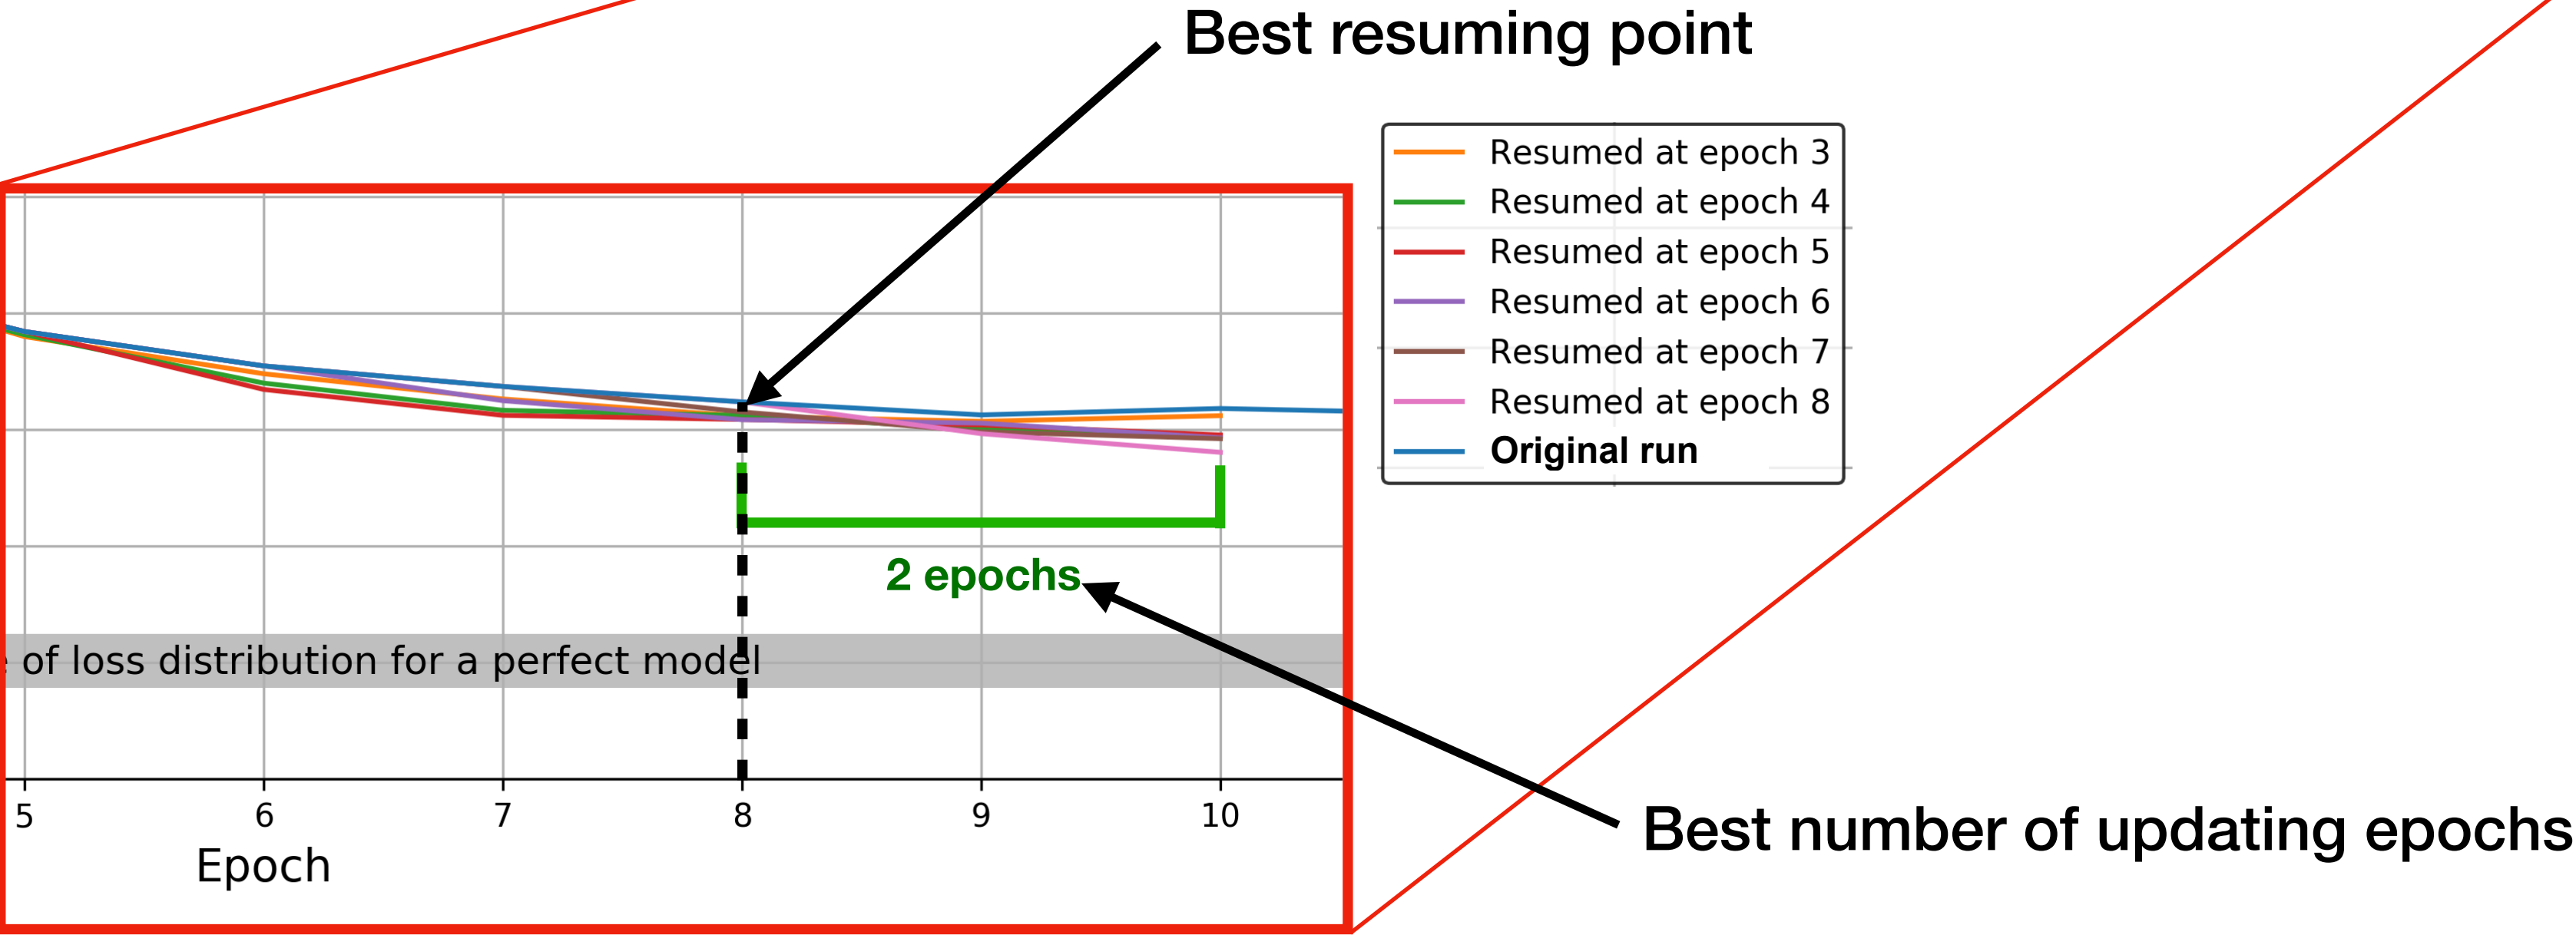 Best resuming point
Resumed at epoch 3
Resumed at epoch 4
Resumed at epoch 5
Resumed at epoch 6
Resumed at epoch 7
Resumed at epoch 8
Original run
2 epochs
of loss distribution for a perfect model
5 6 7 8 9 10
Epoch
Best number of updating epochs